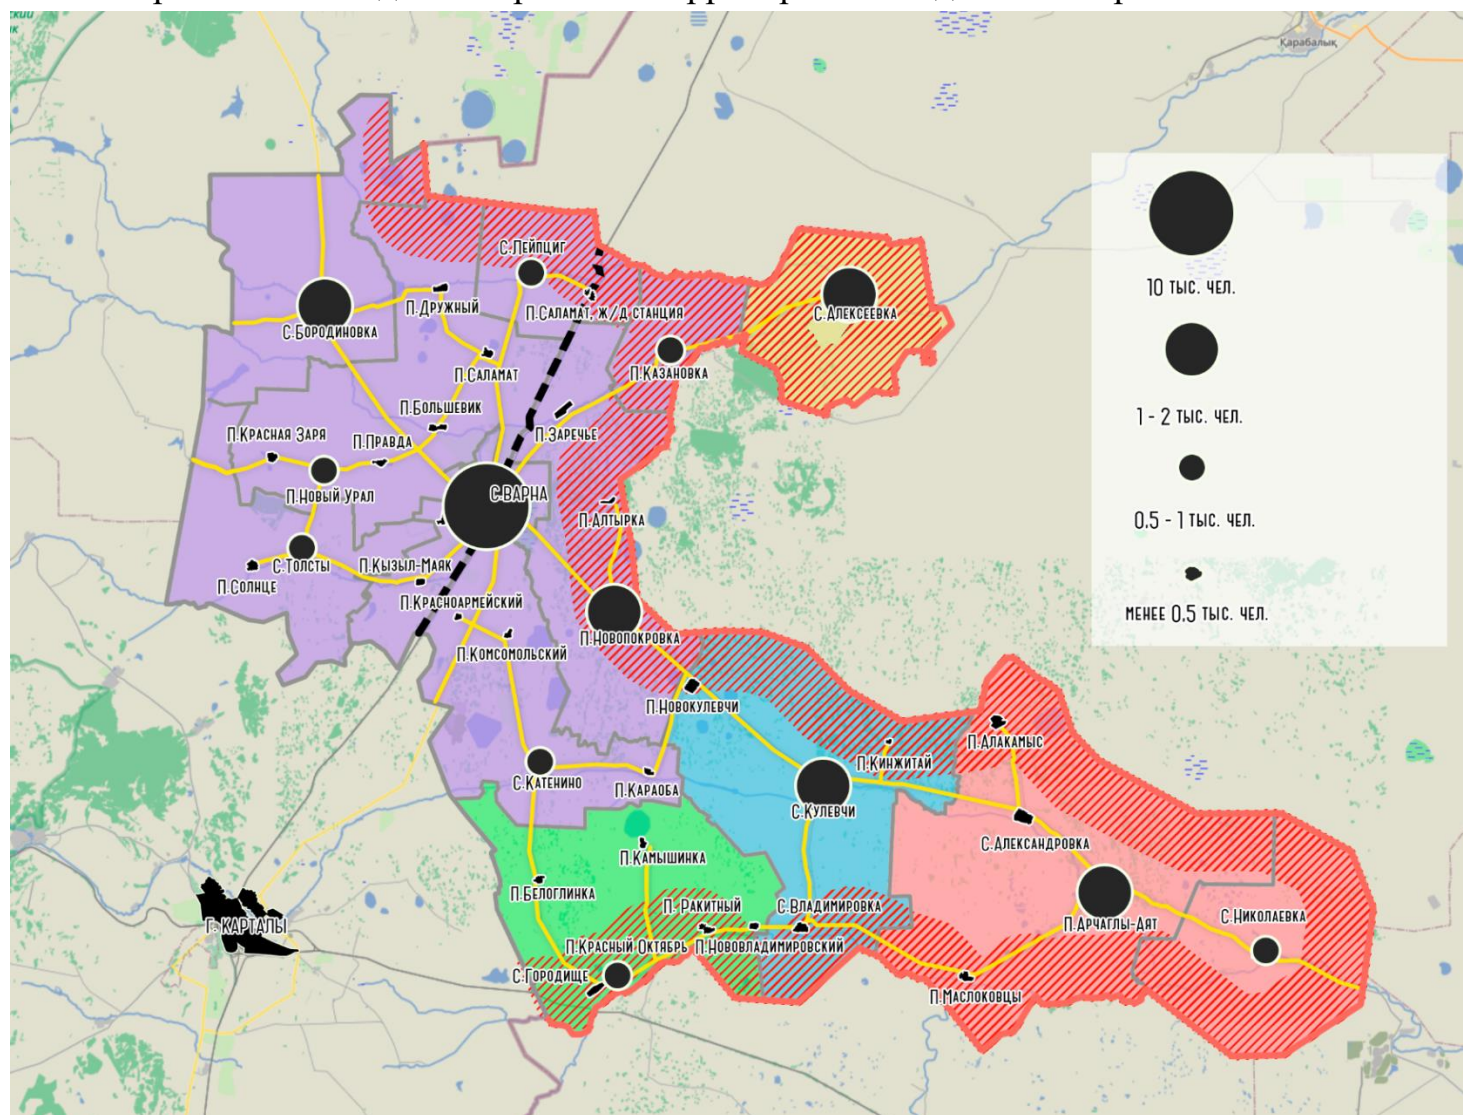 Қарабалық
10 тыс. чел.
1 - 2 тыс. чел.
0,5 - 1 тыс. чел.
менее 0,5 тыс. чел.
с.Лейпциг
п.Дружный
п.Саламат, ж/д станция
с.Алексеевка
с.Бородиновка
п.Саламат
п.Казановка
п.Большевик
п.Красная Заря
п.Правда
п.Заречье
п.Новый Урал
с.Варна
п.Алтырка
с.Толсты
п.Кызыл-Маяк
п.Солнце
п.Красноармейский
п.Новопокровка
п.Комсомольский
п.Новокулевчи
п.Алакамыс
п.Кинжитай
с.Катенино
п.Караоба
с.Кулевчи
с.Александровка
п.Камышинка
п.Белоглинка
п. Ракитный
с.Владимировка
п.Арчаглы-Аят
с.Николаевка
г. Карталы
п.Красный Октябрь
п.Нововладимировский
с.Городище
п.Маслоковцы